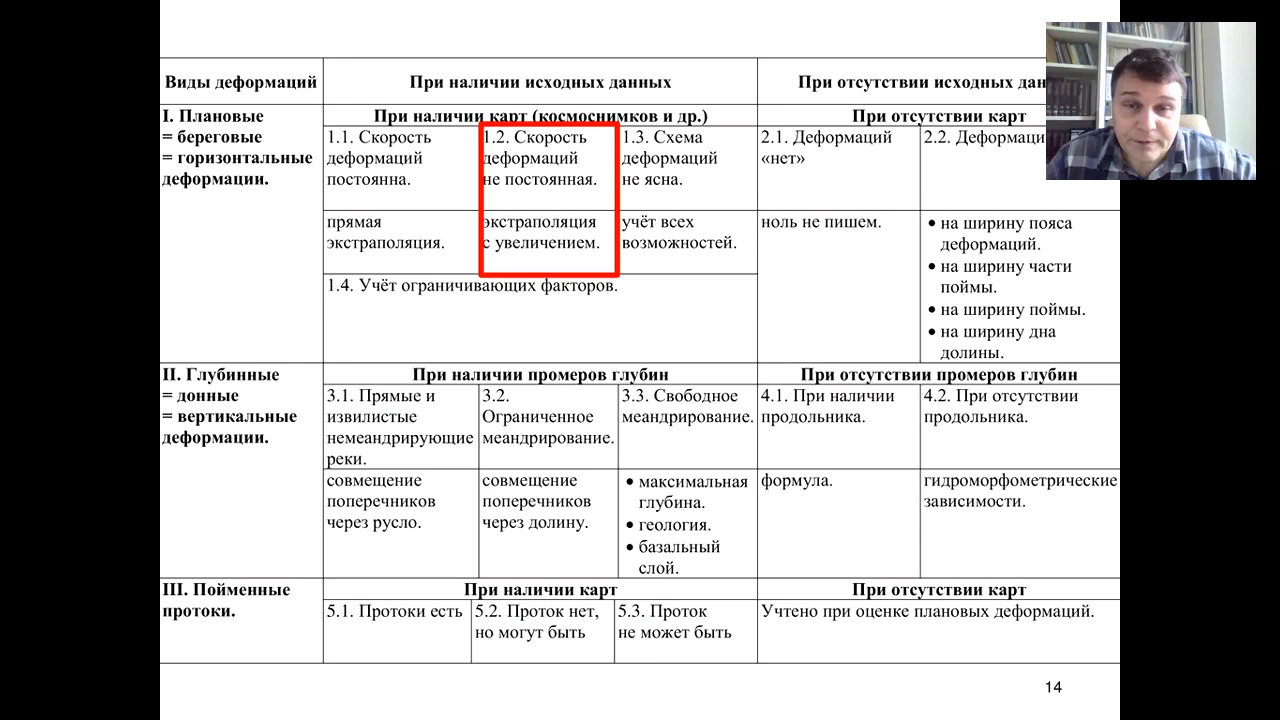 Виды деформаций
При наличии исходных данных
При отсутствии исходных дан
I. Плановые
= береговые
= горизонтальные
деформации.
При наличии карт (космоснимков и др.)
При отсутствии карт
1.1. Скорость
деформаций
постоянна.
1.2. Скорость
деформаций
не постоянная.
1.3. Схема
деформаций
не ясна.
2.1. Деформаций
«нет»
2.2. Деформаци
прямая
экстраполяция.
экстраполяция
с увеличением.
учёт всех
возможностей.
ноль не пишем.
• на ширину пояса
деформаций.
• на ширину части
поймы.
• на ширину поймы.
• на ширину дна
долины.
1.4. Учёт ограничивающих факторов.
II. Глубинные
= донные
= вертикальные
деформации.
При наличии промеров глубин
При отсутствии промеров глубин
3.1. Прямые и
извилистые
немеандрирующие
реки.
3.2.
Ограниченное
меандрирование.
3.3. Свободное
меандрирование.
4.1. При наличии
продольника.
4.2. При отсутствии
продольника.
совмещение
поперечников
через русло.
совмещение
поперечников
через долину.
• максимальная
глубина.
• геология.
• базальный
слой.
формула.
гидроморфометрические
зависимости.
III. Пойменные
протоки.
При наличии карт
При отсутствии карт
5.1. Протоки есть
5.2. Проток нет,
но могут быть
5.3. Проток
не может быть
Учтено при оценке плановых деформаций.
14